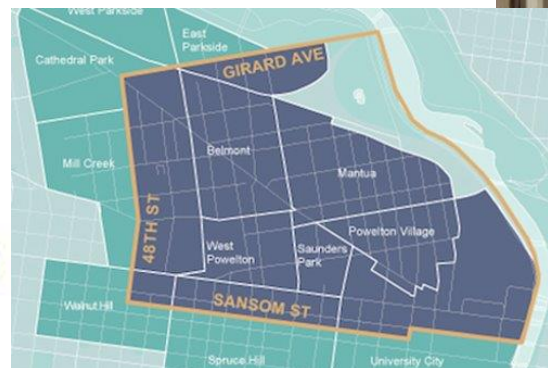 West Parkside
East
Parkside
Cathedral Park
GIRARD AVE
Mill Creek
Belmont
Mantua
48TH ST
West
Powelton
Saunders
Park
Powelton Village
Walnut Hill
SANSOM ST
Spruce Hill
University City